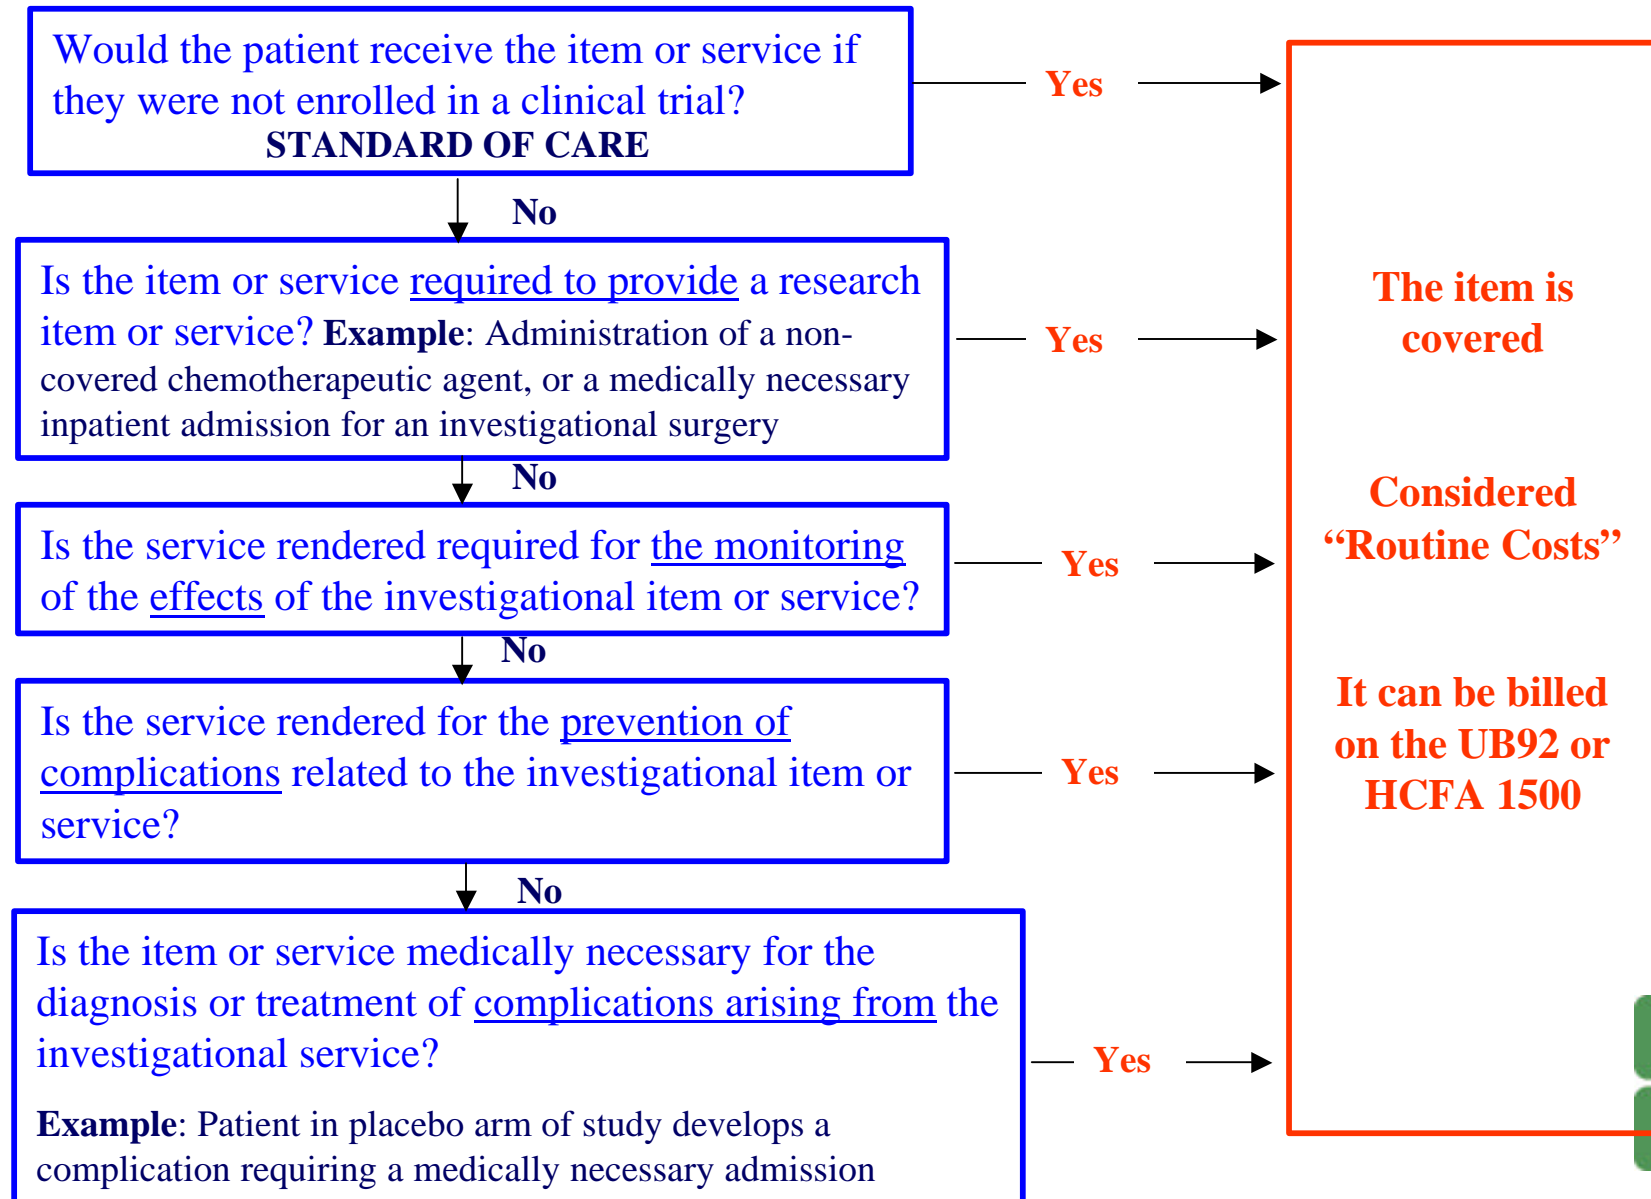 Would the patient receive the item or service if
they were not enrolled in a clinical trial?
STANDARD OF CARE
Yes
No
Is the item or service required to provide a research
item or service? Example: Administration of a non-
covered chemotherapeutic agent, or a medically necessary
inpatient admission for an investigational surgery
Yes
No
Is the service rendered required for the monitoring
of the effects of the investigational item or service?
Yes
No
Is the service rendered for the prevention of
complications related to the investigational item or
service?
Yes
No
Is the item or service medically necessary for the
diagnosis or treatment of complications arising from the
investigational service?
Example: Patient in placebo arm of study develops a
complication requiring a medically necessary admission
Yes
The item is
covered
Considered
“Routine Costs”
It can be billed
on the UB92 or
HCFA 1500